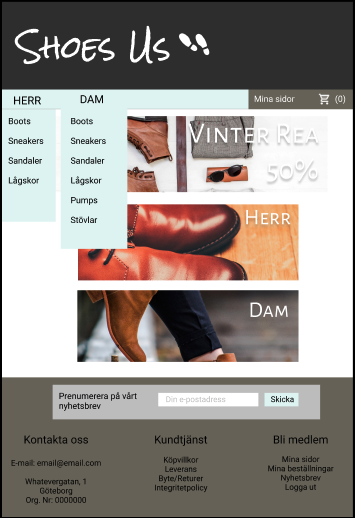 Shoes Us
HERR
DAM
Mina sidor
(0)
Boots
Sneakers
Sandaler
Lågskor
Boots
Sneakers
Sandaler
Lågskor
Pumps
Stövlar
Vinter Rea
50%
Herr
Dam
Prenumerera på vårt
nyhetsbrev
Din e-postadress
Skicka
Kontakta oss
E-mail: email@email.com
Whatevergatan, 1
Göteborg
Org. Nr: 0000000
Kundtjänst
Köpvillkor
Leverans
Byte/Returer
Integritetpolicy
Bli medlem
Mina sidor
Mina beställningar
Nyhetsbrev
Logga ut